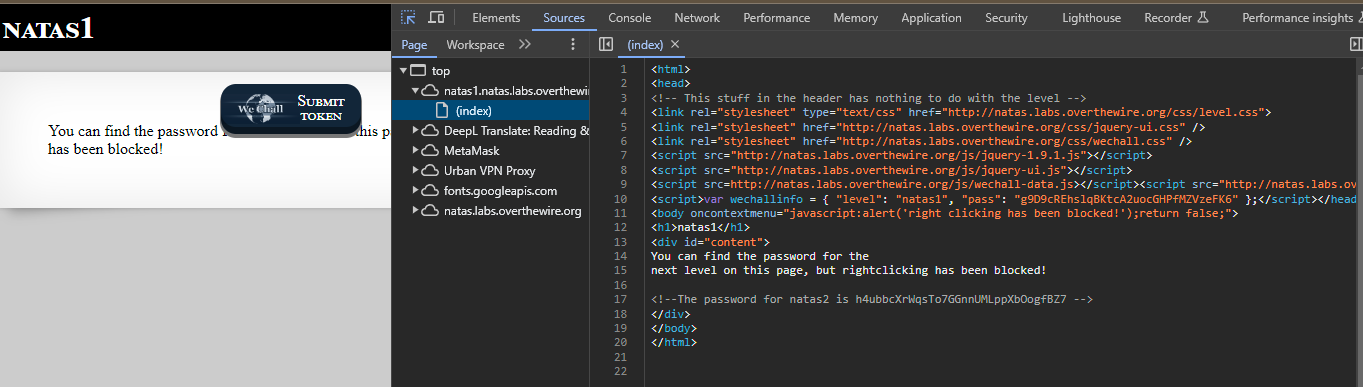 NATAS1
Elements Sources Console Network Performance Memory Application Security Lighthouse Recorder Performance insights
Page Workspace (index)
We Chall SUBMIT TOKEN
You can find the password this p
has been blocked!
top
natas1.natas.labs.overthewi
(index)
DeepL Translate: Reading &
MetaMask
Urban VPN Proxy
fonts.googleapis.com
natas.labs.overthewire.org
1 <html>
2 <head>
3 <!-- This stuff in the header has nothing to do with the level -->
4 <link rel="stylesheet" type="text/css" href="http://natas.labs.overthewire.org/css/level.css">
5 <link rel="stylesheet" href="http://natas.labs.overthewire.org/css/jquery-ui.css" />
6 <link rel="stylesheet" href="http://natas.labs.overthewire.org/css/wechall.css" />
7 <script src="http://natas.labs.overthewire.org/js/jquery-1.9.1.js"></script>
8 <script src="http://natas.labs.overthewire.org/js/jquery-ui.js"></script>
9 <script src=http://natas.labs.overthewire.org/js/wechall-data.js></script><script src="http://natas.labs.ov
10 <script>var wechallinfo = { "level": "natas1", "pass": "g9D9cREhslqBKtcA2uocGHPfMZVzeFK6" };</script></head
11 <body oncontextmenu="javascript:alert('right clicking has been blocked!');return false;">
12 <h1>natas1</h1>
13 <div id="content">
14 You can find the password for the
15 next level on this page, but rightclicking has been blocked!
16
17 <!--The password for natas2 is h4ubbcXrWqsTo7GGnnUMLppXbOogfBZ7 -->
18 </div>
19 </body>
20 </html>
21
22